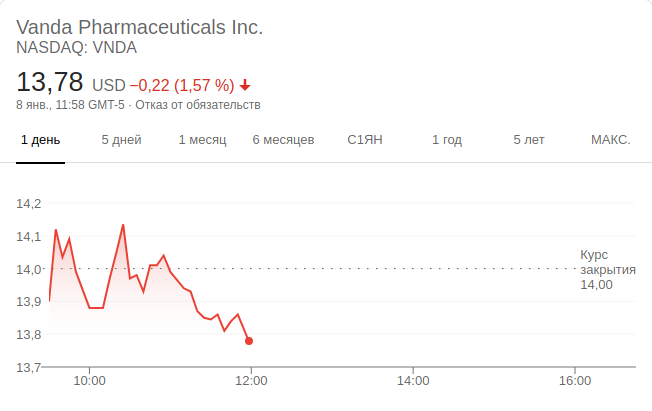 Vanda Pharmaceuticals Inc.
NASDAQ: VNDA
13,78 USD −0,22 (1,57 %)
8 янв., 11:58 GMT-5 · Отказ от обязательств
1 день 5 дней 1 месяц 6 месяцев С1ЯН 1 год 5 лет МАКС.
14,2
14,1
14,0
13,9
13,8
13,7
Курс
закрытия
14,00
10:00 12:00 14:00 16:00